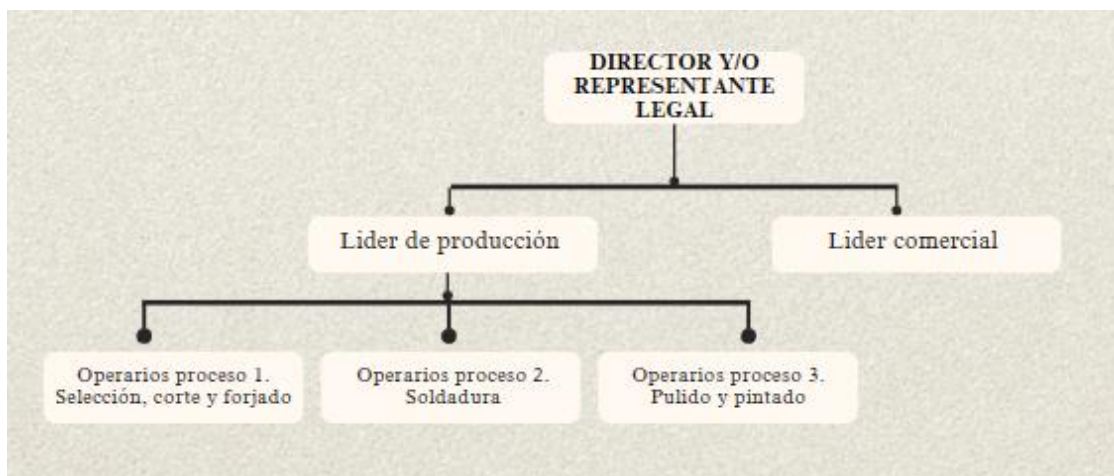 DIRECTOR Y/O
REPRESENTANTE
LEGAL
Lider de producción
Lider comercial
Operarios proceso 1.
Selección, corte y forjado
Operarios proceso 2.
Soldadura
Operarios proceso 3.
Pulido y pintado